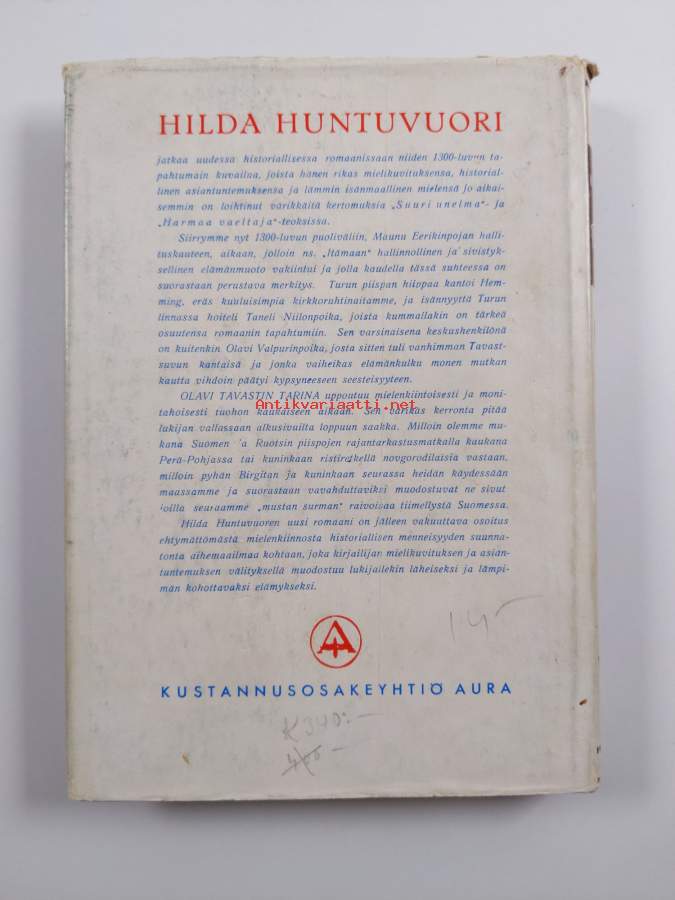 HILDA HUNTUVUORI
jatkaa uudessa historiallisessa romaanissaan niiden 1300-luvun ta-
pahtumain kuvailua, joista hänen rikas mielikuvituksensa, historial-
linen asiantuntemuksensa ja lämmin isänmaallinen mielensä jo aikai-
semmin on loihtinut värikkäitä kertomuksia „Suuri unelma"- ja
„Harmaa vaeltaja"-teoksissa.
Siirrymme nyt 1300-luvun puoliväliin, Maunu Eerikinpojan halli-
tuskauteen, aikaan, jolloin ns. „Itämaan" hallinnollinen ja sivistyk-
sellinen elämänmuoto vakiintui ja jolla kaudella tässä suhteessa on
suorastaan perustava merkitys. Turun piispan hiippaa kantoi Hem-
ming, eräs kuuluisimpia kirkkoruhtinaitamme, ja isännyyttä Turun
linnassa hoiteli Taneli Niilonpoika, joista kummallakin on tärkeä
osuutensa romaanin tapahtumiin. Sen varsinaisena keskushenkilönä
on kuitenkin Olavi Valpurinpoika, josta sitten tuli vanhimman Tavast-
suvun kantaisä ja jonka vaiheikas elämänkulku monen mutkan
kautta vihdoin päätyi kypsyneeseen seesteisyyteen.
OLAVI TAVASTIN TARINA uppoutuu mielenkiintoisesti ja moni-
tahoisesti tuohon kaukaiseen aikaan. Sen värikäs kerronta pitää
Antikvariaatti.net
lukijan vallassaan alkusivuilta loppuun saakka. Milloin olemme mu-
kana Suomen ja Ruotsin piispojen rajantarkastusmatkalla kaukana
Perä-Pohjassa tai kuninkaan ristiretkellä novgorodilaisia vastaan,
milloin pyhän Birgitan ja kuninkaan seurassa heidän käydessään
maassamme ja suorastaan vavahduttaviksi muodostuvat ne sivut
joilla seuraamme „mustan surman" raivoisaa tiimellystä Suomessa.
Hilda Huntuvuoren uusi romaani on jälleen vakuuttava osoitus
ehtymättömästä mielenkiinnosta historiallisen menneisyyden suunna-
tonta aihemaailmaa kohtaan, joka kirjailijan mielikuvituksen ja asian-
tuntemuksen välityksellä muodostuu lukijallekin läheiseksi ja lämpi-
män kohottavaksi elämykseksi.
A
KUSTANNUSOSAKEYHTIÖ AURA
K 340:-